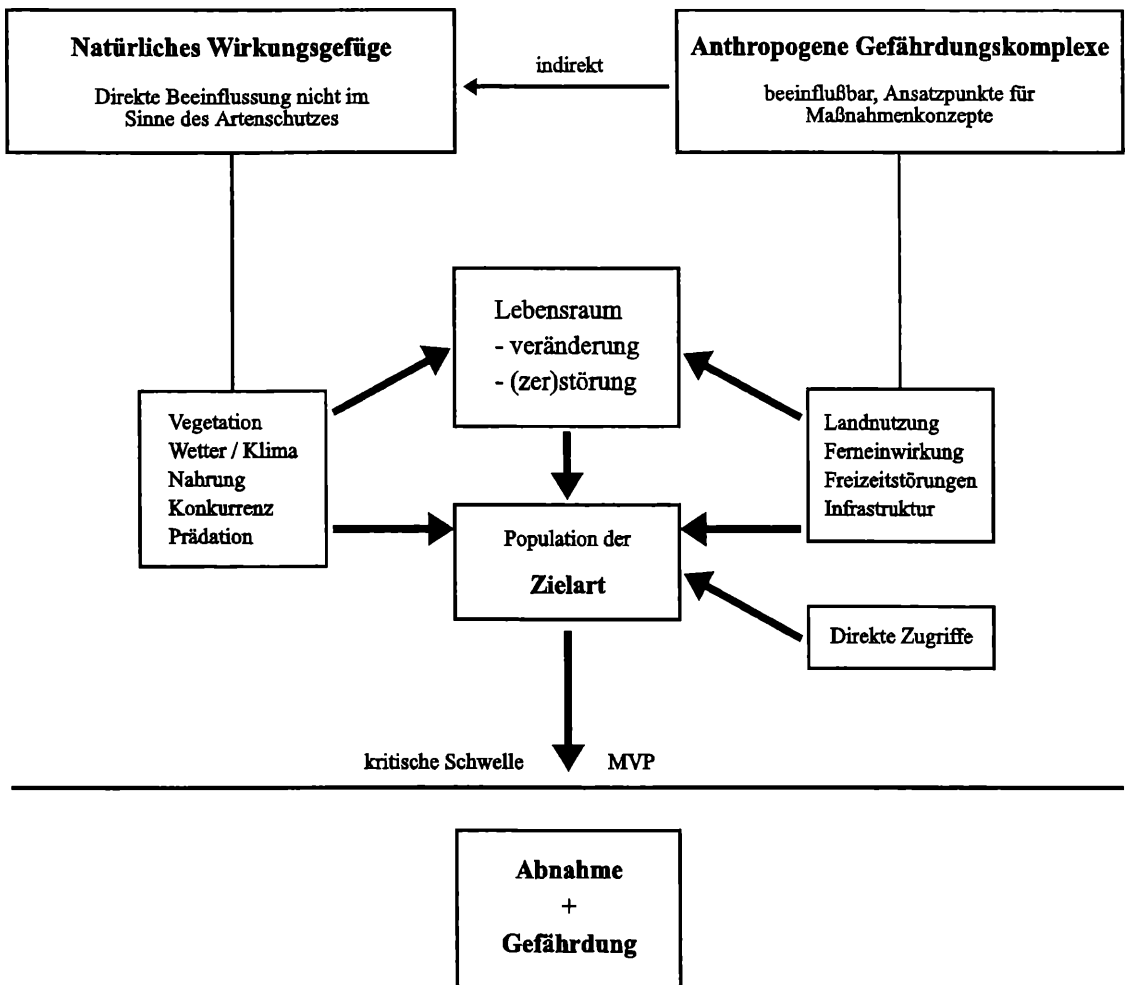 Natürliches Wirkungsgefüge
Direkte Beeinflussung nicht im
Sinne des Artenschutzes
indirekt
Anthropogene Gefährdungskomplexe
beeinflußbar, Ansatzpunkte für
Maßnahmenkonzepte
Lebensraum
- veränderung
- (zer)störung
Vegetation
Wetter / Klima
Nahrung
Konkurrenz
Prädation
Landnutzung
Ferneinwirkung
Freizeitstörungen
Infrastruktur
Population der
Zielart
Direkte Zugriffe
kritische Schwelle
MVP
Abnahme
+
Gefährdung